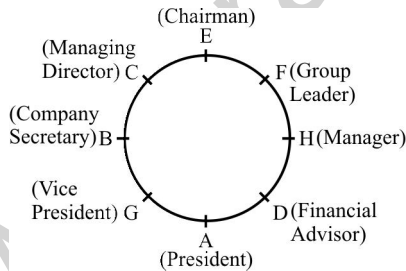 (Chairman)
E
(Managing
Director) C
F (Group
Leader)
(Company
Secretary) B
H (Manager)
(Vice
President) G
D (Financial
Advisor)
A
(President)